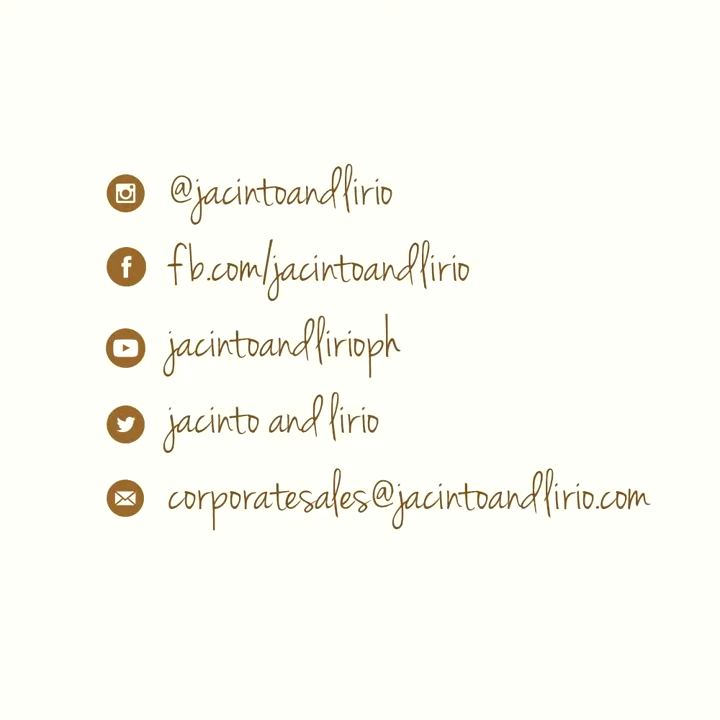 @jacintoandlirio
fb.com/jacintoandlirio
jacintoandlirioph
jacinto and lirio
corporatesales@jacintoandlirio.com